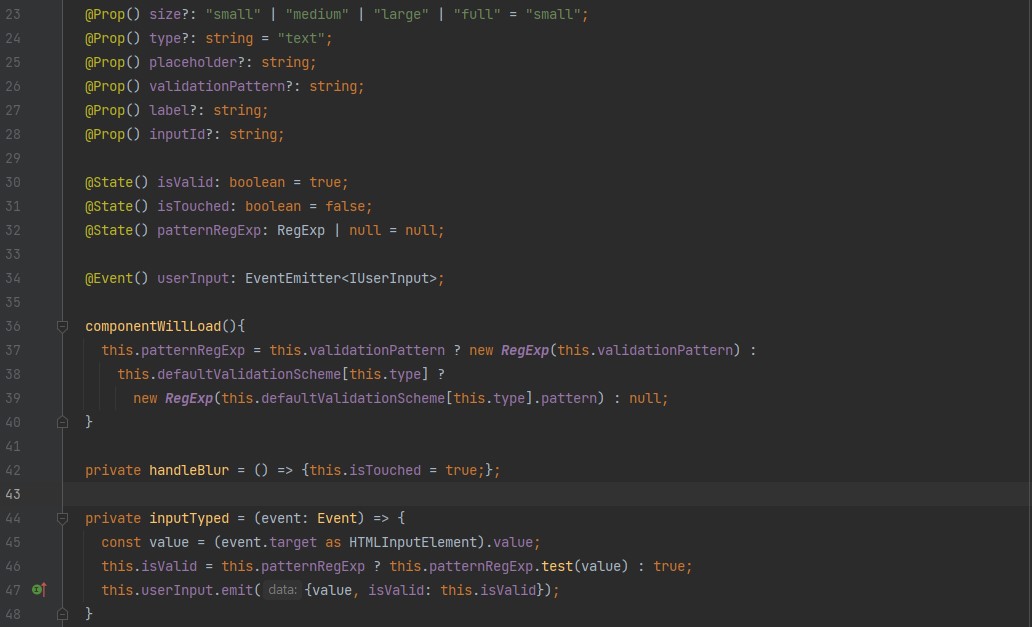 23 @Prop() size?: "small" | "medium" | "large" | "full" = "small";
24 @Prop() type?: string = "text";
25 @Prop() placeholder?: string;
26 @Prop() validationPattern?: string;
27 @Prop() label?: string;
28 @Prop() inputId?: string;
29
30 @State() isValid: boolean = true;
31 @State() isTouched: boolean = false;
32 @State() patternRegExp: RegExp | null = null;
33
34 @Event() userInput: EventEmitter<IUserInput>;
35
36 componentWillLoad(){
37 this.patternRegExp = this.validationPattern ? new RegExp(this.validationPattern) :
38 this.defaultValidationScheme[this.type] ?
39 new RegExp(this.defaultValidationScheme[this.type].pattern) : null;
40 }
41
42 private handleBlur = () => {this.isTouched = true;};
43
44 private inputTyped = (event: Event) => {
45 const value = (event.target as HTMLInputElement).value;
46 this.isValid = this.patternRegExp ? this.patternRegExp.test(value) : true;
47 this.userInput.emit( data: {value, isValid: this.isValid});
48 }